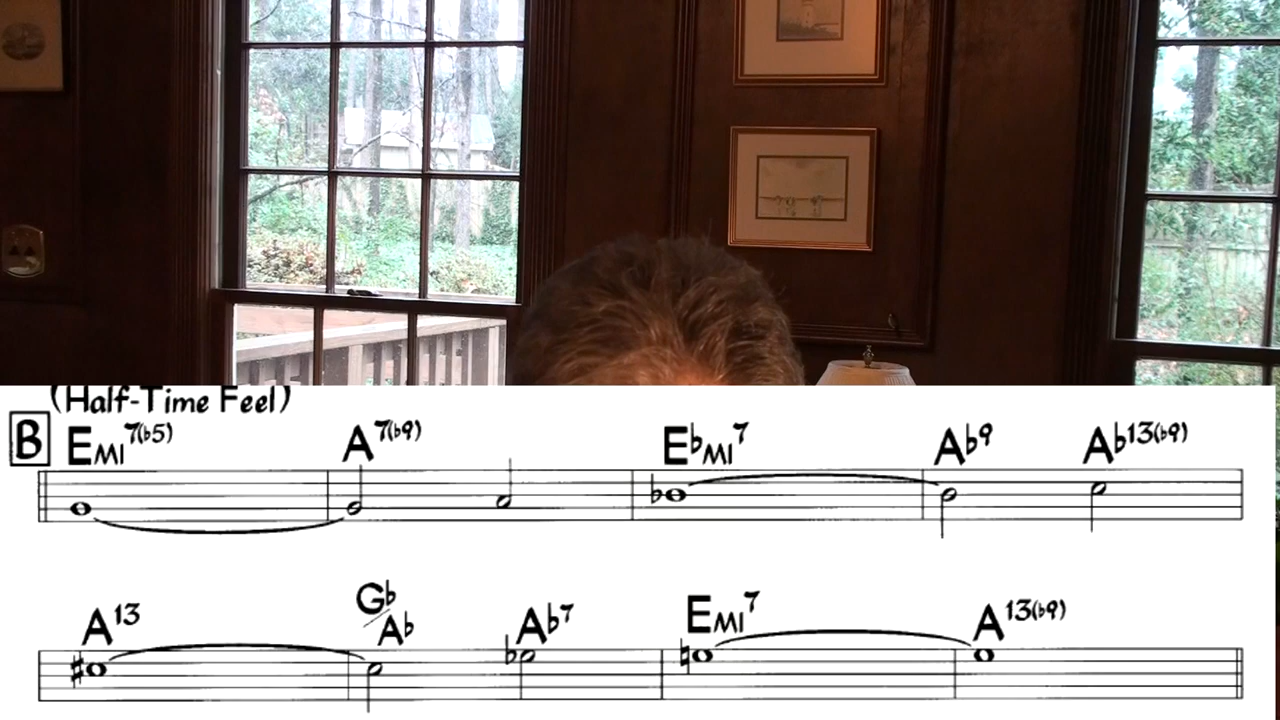 (Half-Time Feel)
B EMI7(b5) A7(b9) EbMI7 Ab9 Ab13(b9)
A13 Gb/Ab Ab7 EMI7 A13(b9)